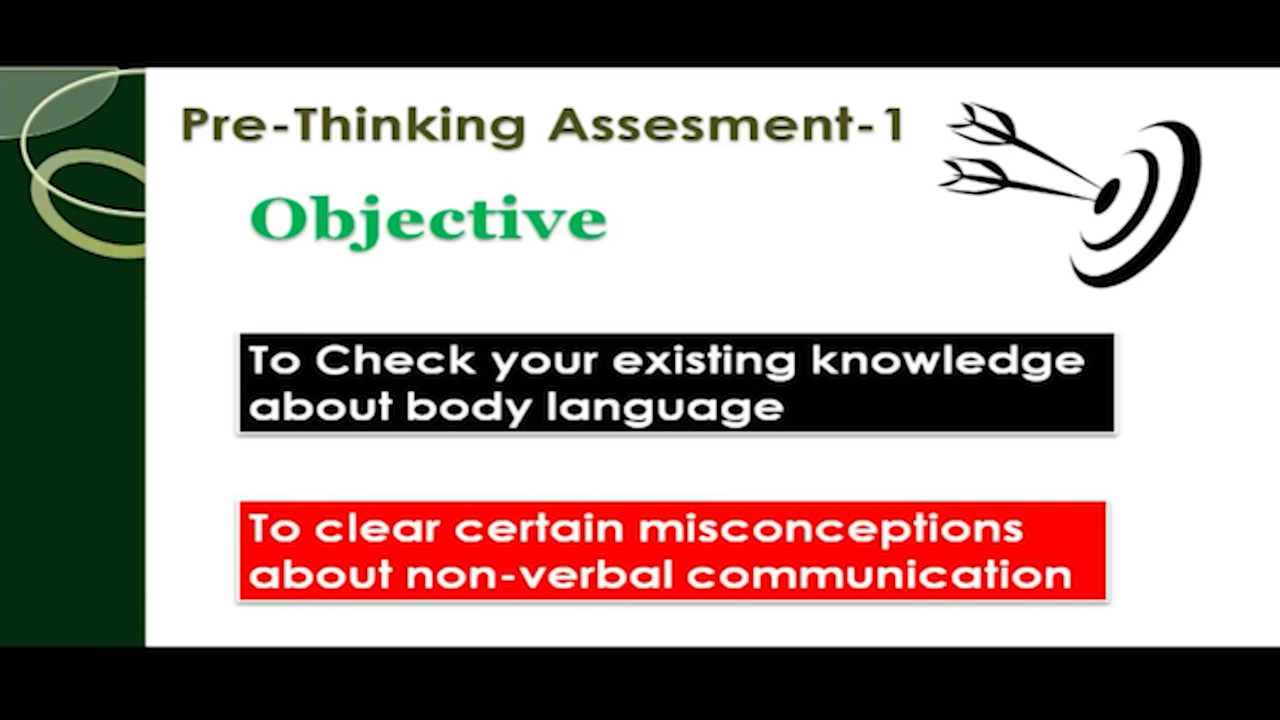 Pre-Thinking Assesment-1
Objective
To Check your existing knowledge
about body language
To clear certain misconceptions
about non-verbal communication